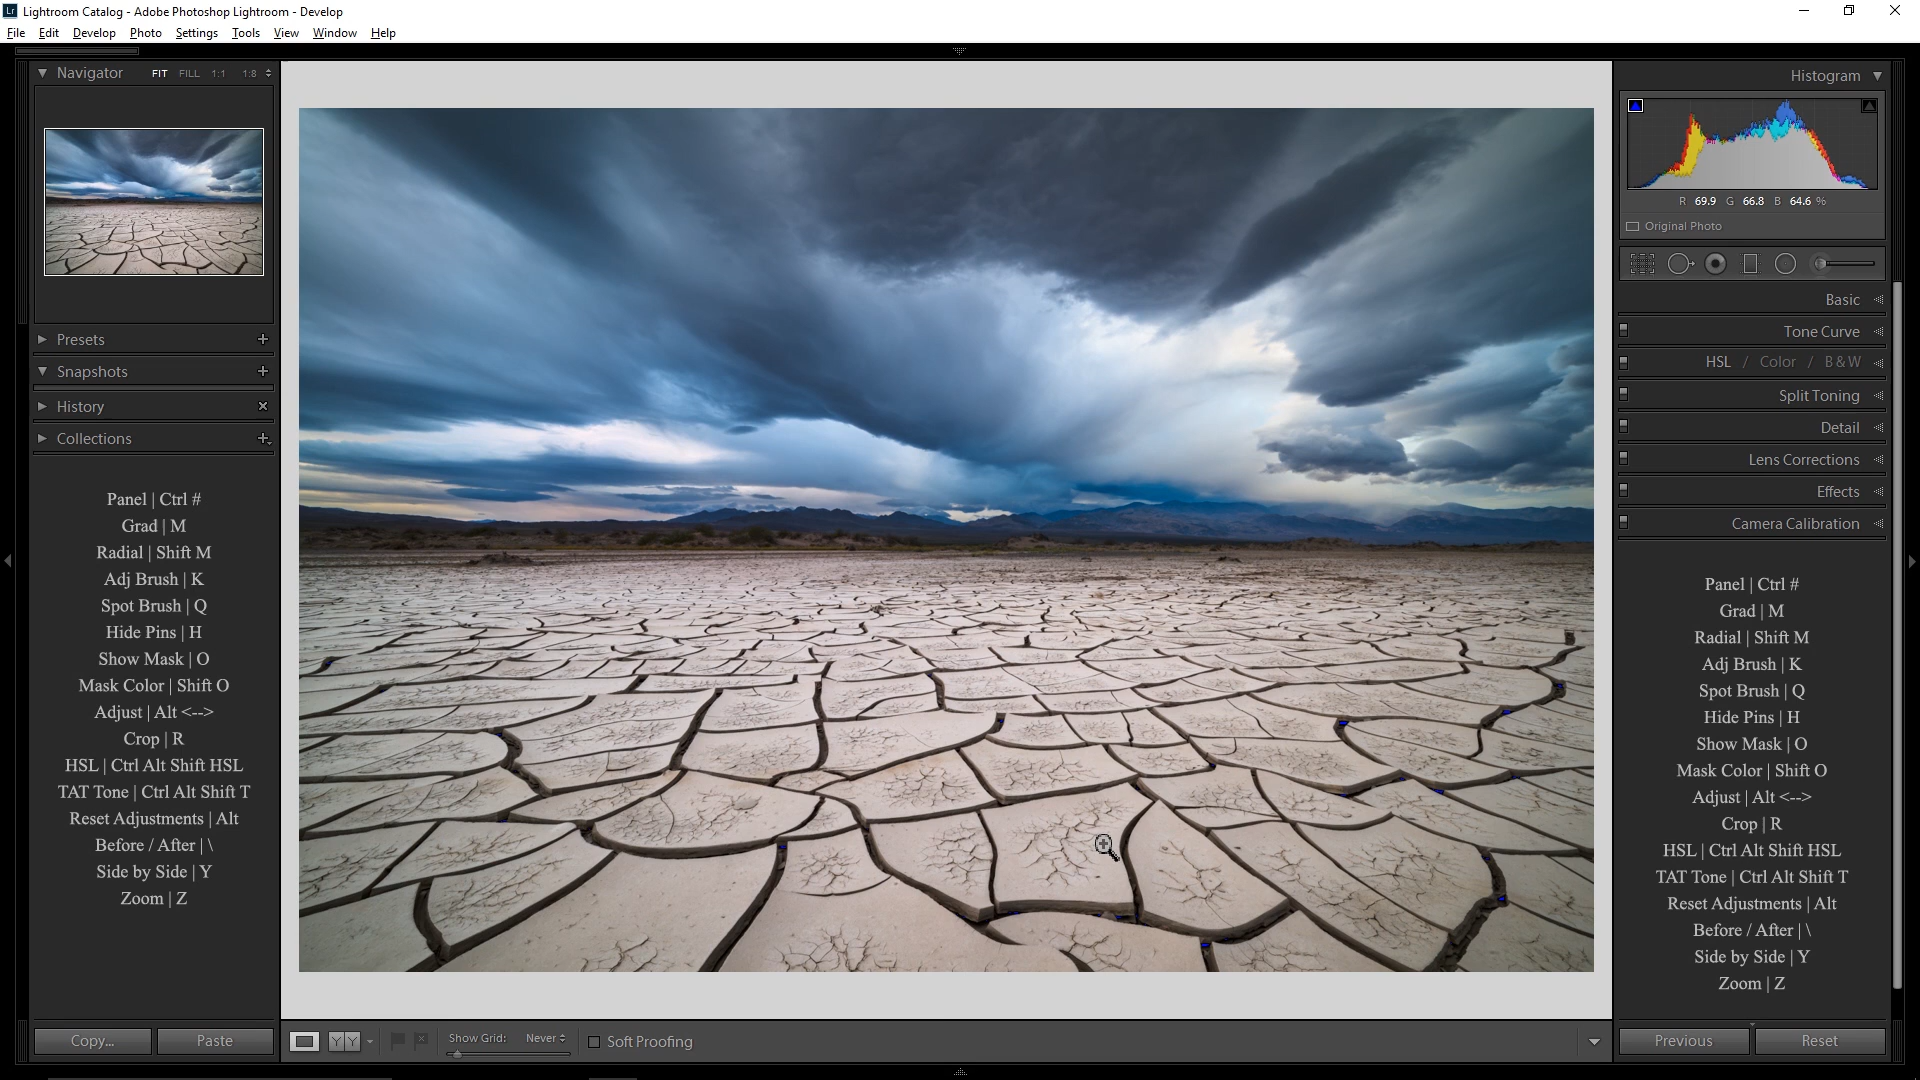 Lightroom Catalog - Adobe Photoshop Lightroom - Develop
File Edit Develop Photo Settings Tools View Window Help
Navigator FIT FILL 1:1 1:8
Presets
Snapshots
History
Collections
Panel | Ctrl #
Grad | M
Radial | Shift M
Adj Brush | K
Spot Brush | Q
Hide Pins | H
Show Mask | O
Mask Color | Shift O
Adjust | Alt <-->
Crop | R
HSL | Ctrl Alt Shift HSL
TAT Tone | Ctrl Alt Shift T
Reset Adjustments | Alt
Before / After | \
Side by Side | Y
Zoom | Z
Copy... Paste
Show Grid: Never Soft Proofing
Histogram
R 69.9 G 66.8 B 64.6 %
Original Photo
Basic
Tone Curve
HSL / Color / B & W
Split Toning
Detail
Lens Corrections
Effects
Camera Calibration
Panel | Ctrl #
Grad | M
Radial | Shift M
Adj Brush | K
Spot Brush | Q
Hide Pins | H
Show Mask | O
Mask Color | Shift O
Adjust | Alt <-->
Crop | R
HSL | Ctrl Alt Shift HSL
TAT Tone | Ctrl Alt Shift T
Reset Adjustments | Alt
Before / After | \
Side by Side | Y
Zoom | Z
Previous Reset